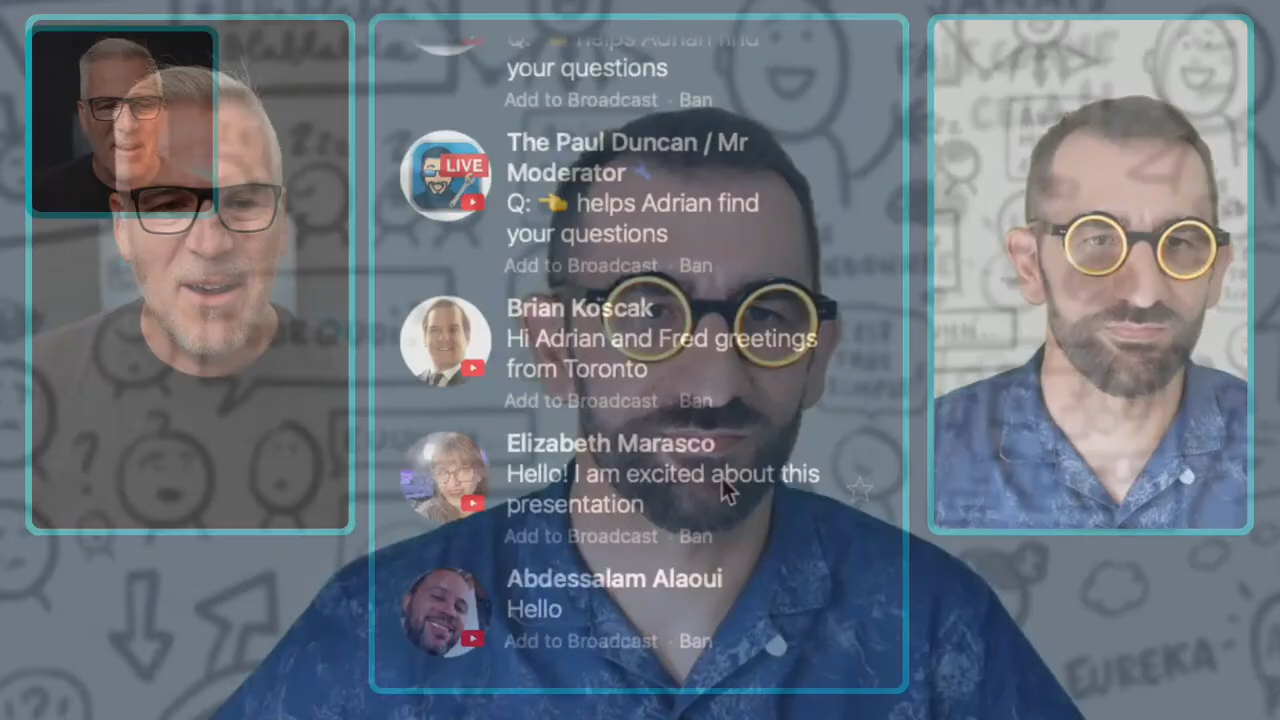 Q: 👉 helps Adrian find
your questions
Add to Broadcast · Ban
The Paul Duncan / Mr
Moderator 🔧
LIVE
Q: 👈 helps Adrian find
your questions
Add to Broadcast · Ban
Brian Koscak
Hi Adrian and Fred greetings
from Toronto
Add to Broadcast · Ban
Elizabeth Marasco
Hello! I am excited about this
presentation
Add to Broadcast · Ban
Abdessalam Alaoui
Hello
Add to Broadcast · Ban
EUREKA-